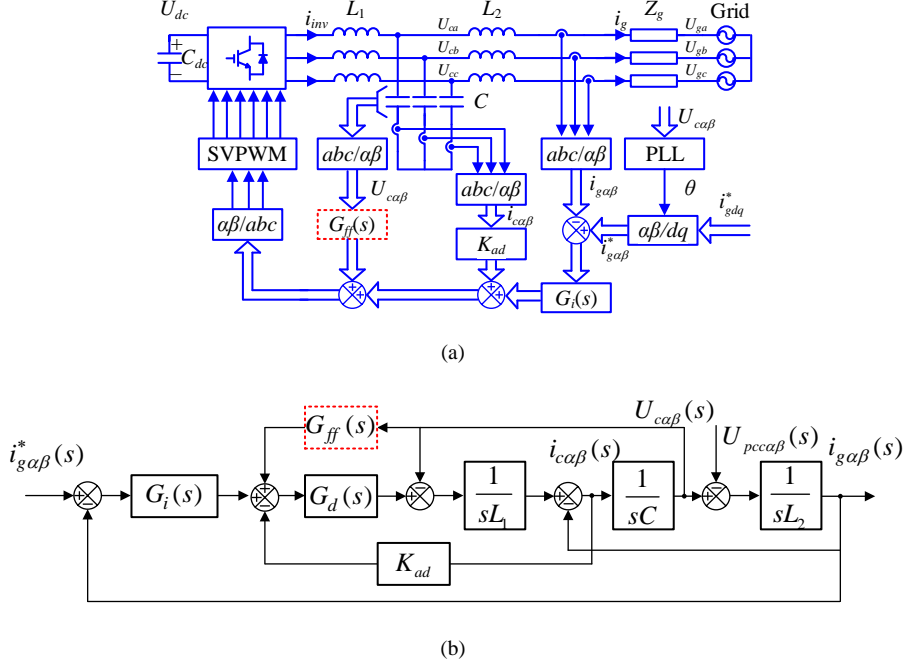 U_dc
i_inv L_1 L_2 i_g Z_g Grid
U_ca U_ga
U_cb U_gb
U_cc U_gc
+
C_dc
−
C
U_cαβ
SVPWM
abc/αβ
abc/αβ
abc/αβ
PLL
U_cαβ
i_cαβ
i_gαβ
θ
i*_gdq
αβ/abc
G_ff(s)
K_ad
− +
i*_gαβ
αβ/dq
+ +
+ +
G_i(s)
(a)
G_ff(s)
U_cαβ(s)
i*_gαβ(s)
i_cαβ(s)
U_pccαβ(s)
i_gαβ(s)
G_i(s)
G_d(s)
1/sL_1
1/sC
1/sL_2
K_ad
(b)